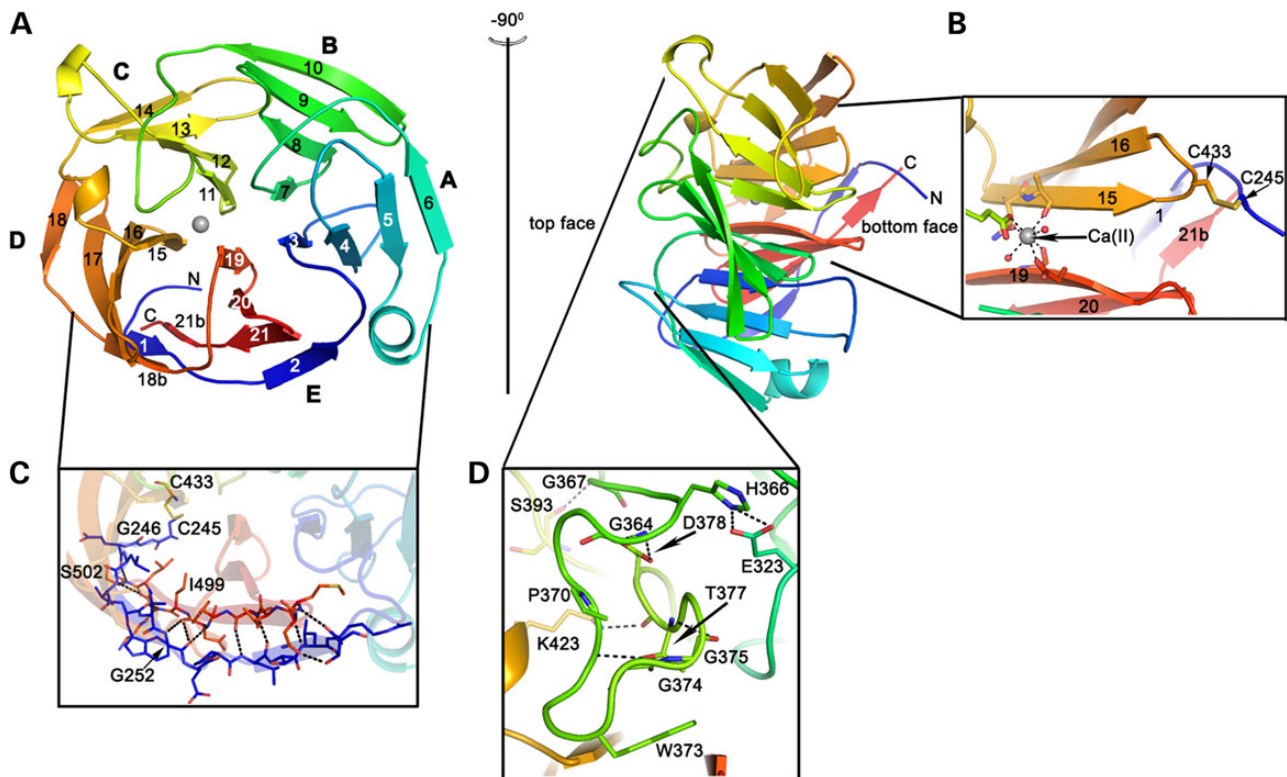 A
-90⁰
B
B
C
10
9
14
13
8
12
11
7
A
6
5
18
D
16
15
17
3
4
19
N
20
C
21b
21
1
2
18b
E
top face
C
N
bottom face
16
C433
C245
15
1
Ca(II)
21b
19
20
C
C433
G246
C245
S502
I499
G252
D
G367
H366
S393
G364
D378
E323
P370
T377
K423
G375
G374
W373